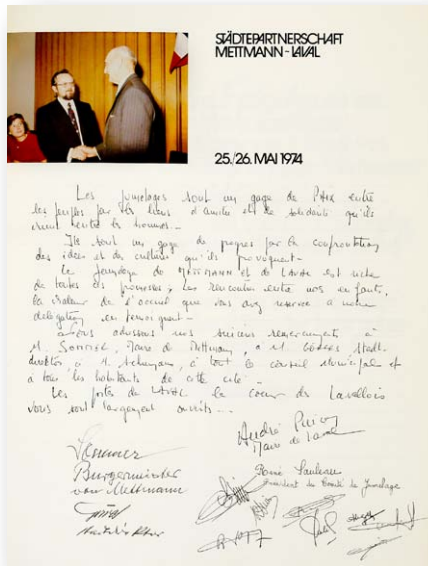 STÄDTEPARTNERSCHAFT
METTMANN - LAVAL
25./26. MAI 1974
Les jumelages sont un gage de Paix entre
les peuples par les liens d'amitié et de solidarité qu'ils
créent entre les hommes -
Ils sont un gage de progrès par la confrontation
des idées et des cultures qu'ils provoquent -
Le Jumelage de METTMANN et de LAVAL est riche
de toutes ces promesses ; les rencontres entre nos enfants,
la chaleur de l'accueil que vous avez réservé à notre
délégation en témoignent -
Nous adressons nos sincères remerciements à
M. SOMMER, Maire de Mettmann, à M. Stadt-
direktor, à M. à tout le conseil Municipal et
à tous les habitants de cette cité -
Les portes de LAVAL le coeur des Lavallois
vous sont largement ouverts ...
André Pinçon
Maire de Laval
Sommer
Bürgermeister
von Mettmann
René
Président du Comité de Jumelage